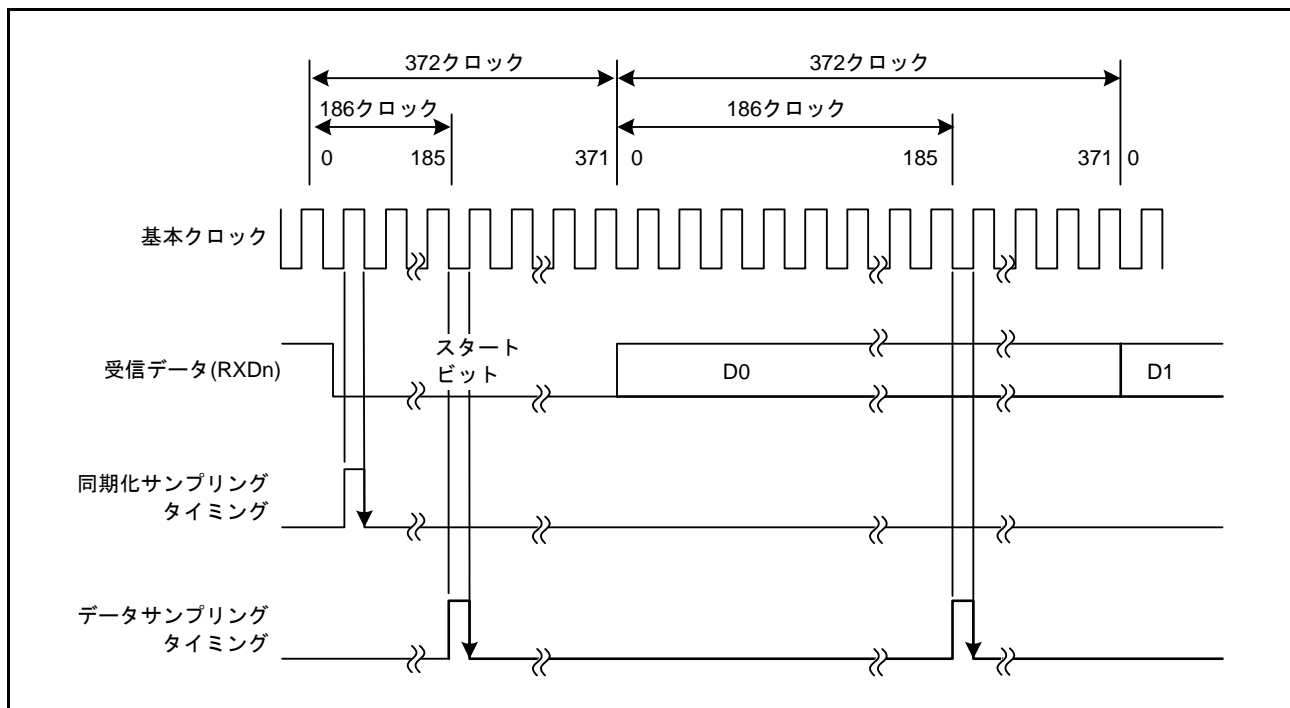 372クロック 372クロック
186クロック 186クロック
0 185 371 0 185 371 0
基本クロック
受信データ(RXDn)
スタート
ビット
D0 D1
同期化サンプリング
タイミング
データサンプリング
タイミング